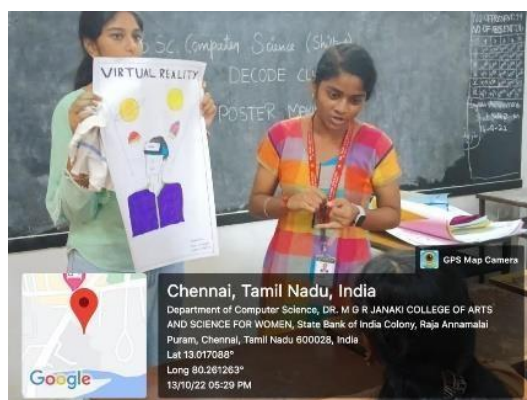 B.Sc. Computer Science (Shift
DECODE CLU
POSTER MAK
VIRTUAL REALITY
GPS Map Camera
Chennai, Tamil Nadu, India
Department of Computer Science, DR. M G R JANAKI COLLEGE OF ARTS
AND SCIENCE FOR WOMEN, State Bank of India Colony, Raja Annamalai
Puram, Chennai, Tamil Nadu 600028, India
Lat 13.017088°
Long 80.261263°
13/10/22 05:29 PM
Google